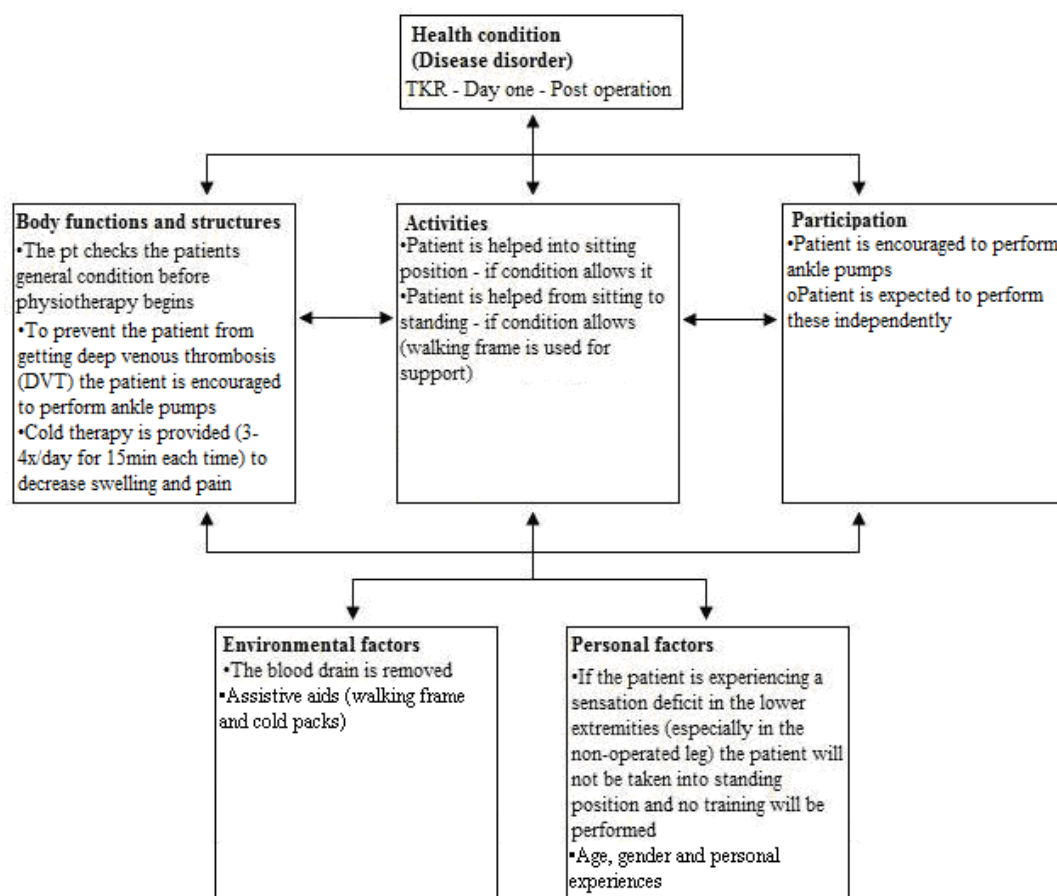 Health condition
(Disease disorder)
TKR - Day one - Post operation
Body functions and structures
•The pt checks the patients
general condition before
physiotherapy begins
•To prevent the patient from
getting deep venous thrombosis
(DVT) the patient is encouraged
to perform ankle pumps
•Cold therapy is provided (3-
4x/day for 15min each time) to
decrease swelling and pain
Activities
•Patient is helped into sitting
position - if condition allows it
•Patient is helped from sitting to
standing - if condition allows
(walking frame is used for
support)
Participation
•Patient is encouraged to perform
ankle pumps
oPatient is expected to perform
these independently
Environmental factors
•The blood drain is removed
▪Assistive aids (walking frame
and cold packs)
Personal factors
•If the patient is experiencing a
sensation deficit in the lower
extremities (especially in the
non-operated leg) the patient will
not be taken into standing
position and no training will be
performed
▪Age, gender and personal
experiences